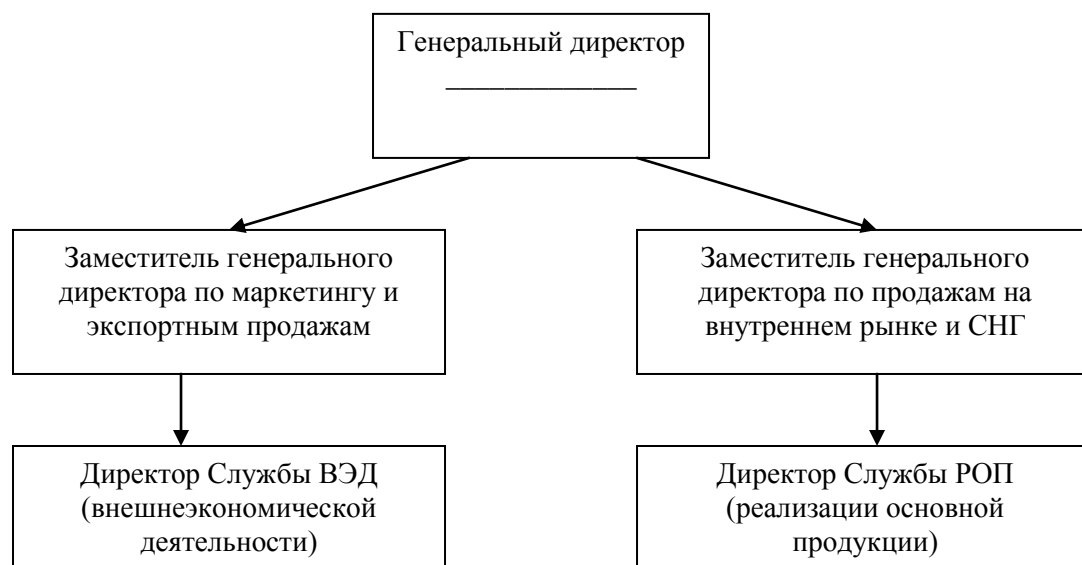 Генеральный директор
_____________
Заместитель генерального
директора по маркетингу и
экспортным продажам
Заместитель генерального
директора по продажам на
внутреннем рынке и СНГ
Директор Службы ВЭД
(внешнеэкономической
деятельности)
Директор Службы РОП
(реализации основной
продукции)